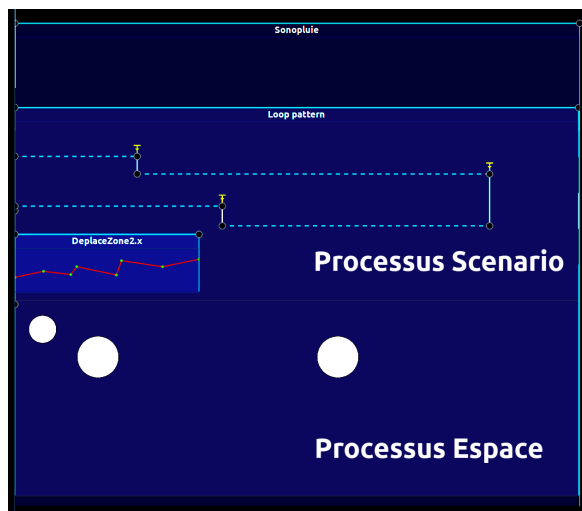 Sonopluie
Loop pattern
DeplaceZone2.x
Processus Scenario
Processus Espace